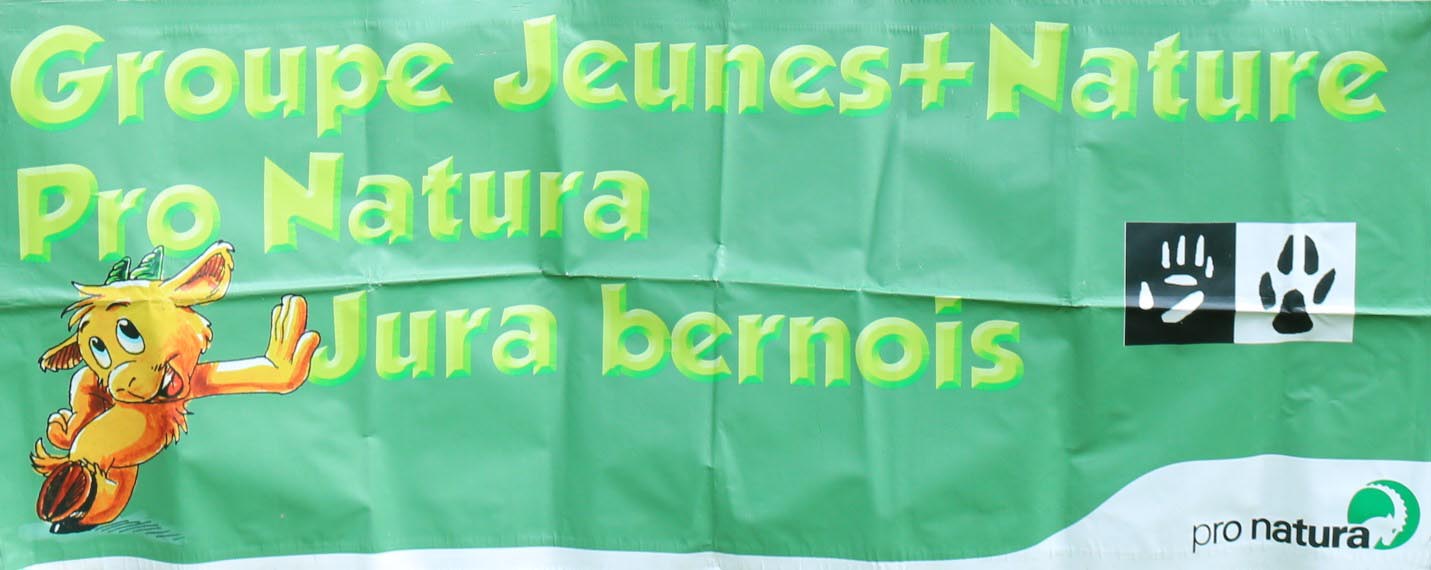 Groupe Jeunes+Nature
Pro Natura
Jura bernois
pro natura